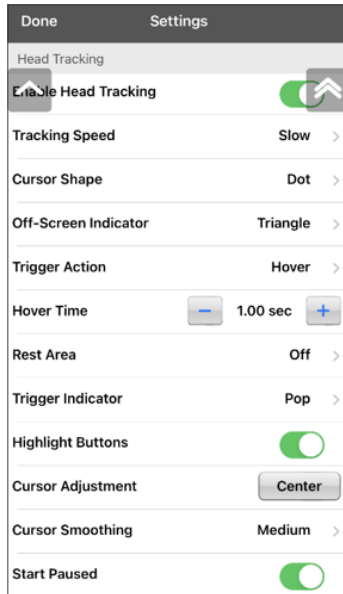 Done Settings
Head Tracking
Enable Head Tracking
Tracking Speed Slow
Cursor Shape Dot
Off-Screen Indicator Triangle
Trigger Action Hover
Hover Time − 1.00 sec +
Rest Area Off
Trigger Indicator Pop
Highlight Buttons
Cursor Adjustment Center
Cursor Smoothing Medium
Start Paused